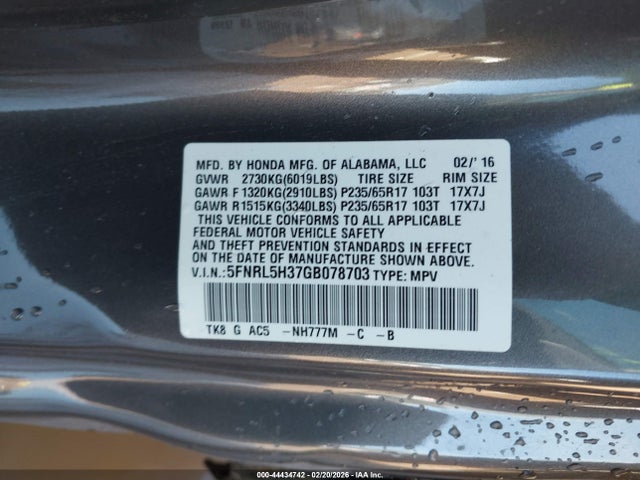 MFD. BY HONDA MFG. OF ALABAMA, LLC 02/' 16
GVWR 2730KG(6019LBS) TIRE SIZE RIM SIZE
GAWR F 1320KG(2910LBS) P235/65R17 103T 17X7J
GAWR R1515KG(3340LBS) P235/65R17 103T 17X7J
THIS VEHICLE CONFORMS TO ALL APPLICABLE
FEDERAL MOTOR VEHICLE SAFETY
AND THEFT PREVENTION STANDARDS IN EFFECT
ON THE DATE OF MANUFACTURE SHOWN ABOVE.
V.I.N.:5FNRL5H37GB078703 TYPE: MPV
TK8 G AC5 -NH777M -C -B
000-44434742 - 02/20/2026 - IAA Inc.